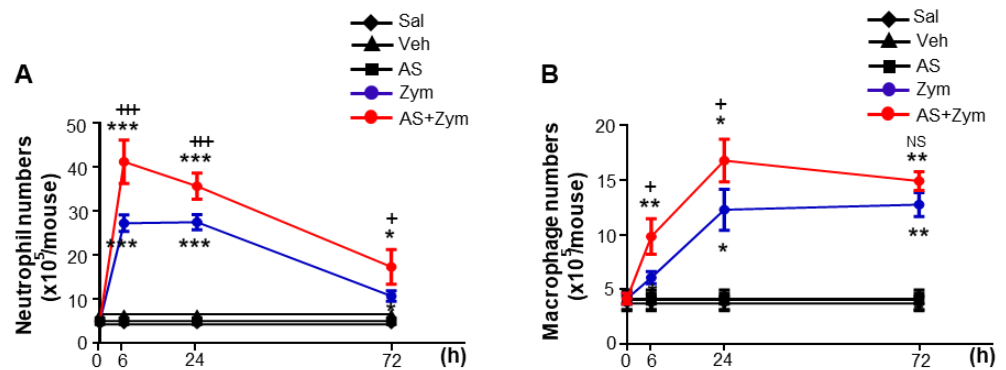 Sal
Veh
AS
Zym
AS+Zym
A
Neutrophil numbers
(x10⁵/mouse)
50
40
30
20
10
0
+++
***
+++
***
+
*
***
***
*
0 6 24 72 (h)
Sal
Veh
AS
Zym
AS+Zym
B
Macrophage numbers
(x10⁵/mouse)
20
15
10
5
0
+
**
+
*
NS
**
*
*
**
0 6 24 72 (h)